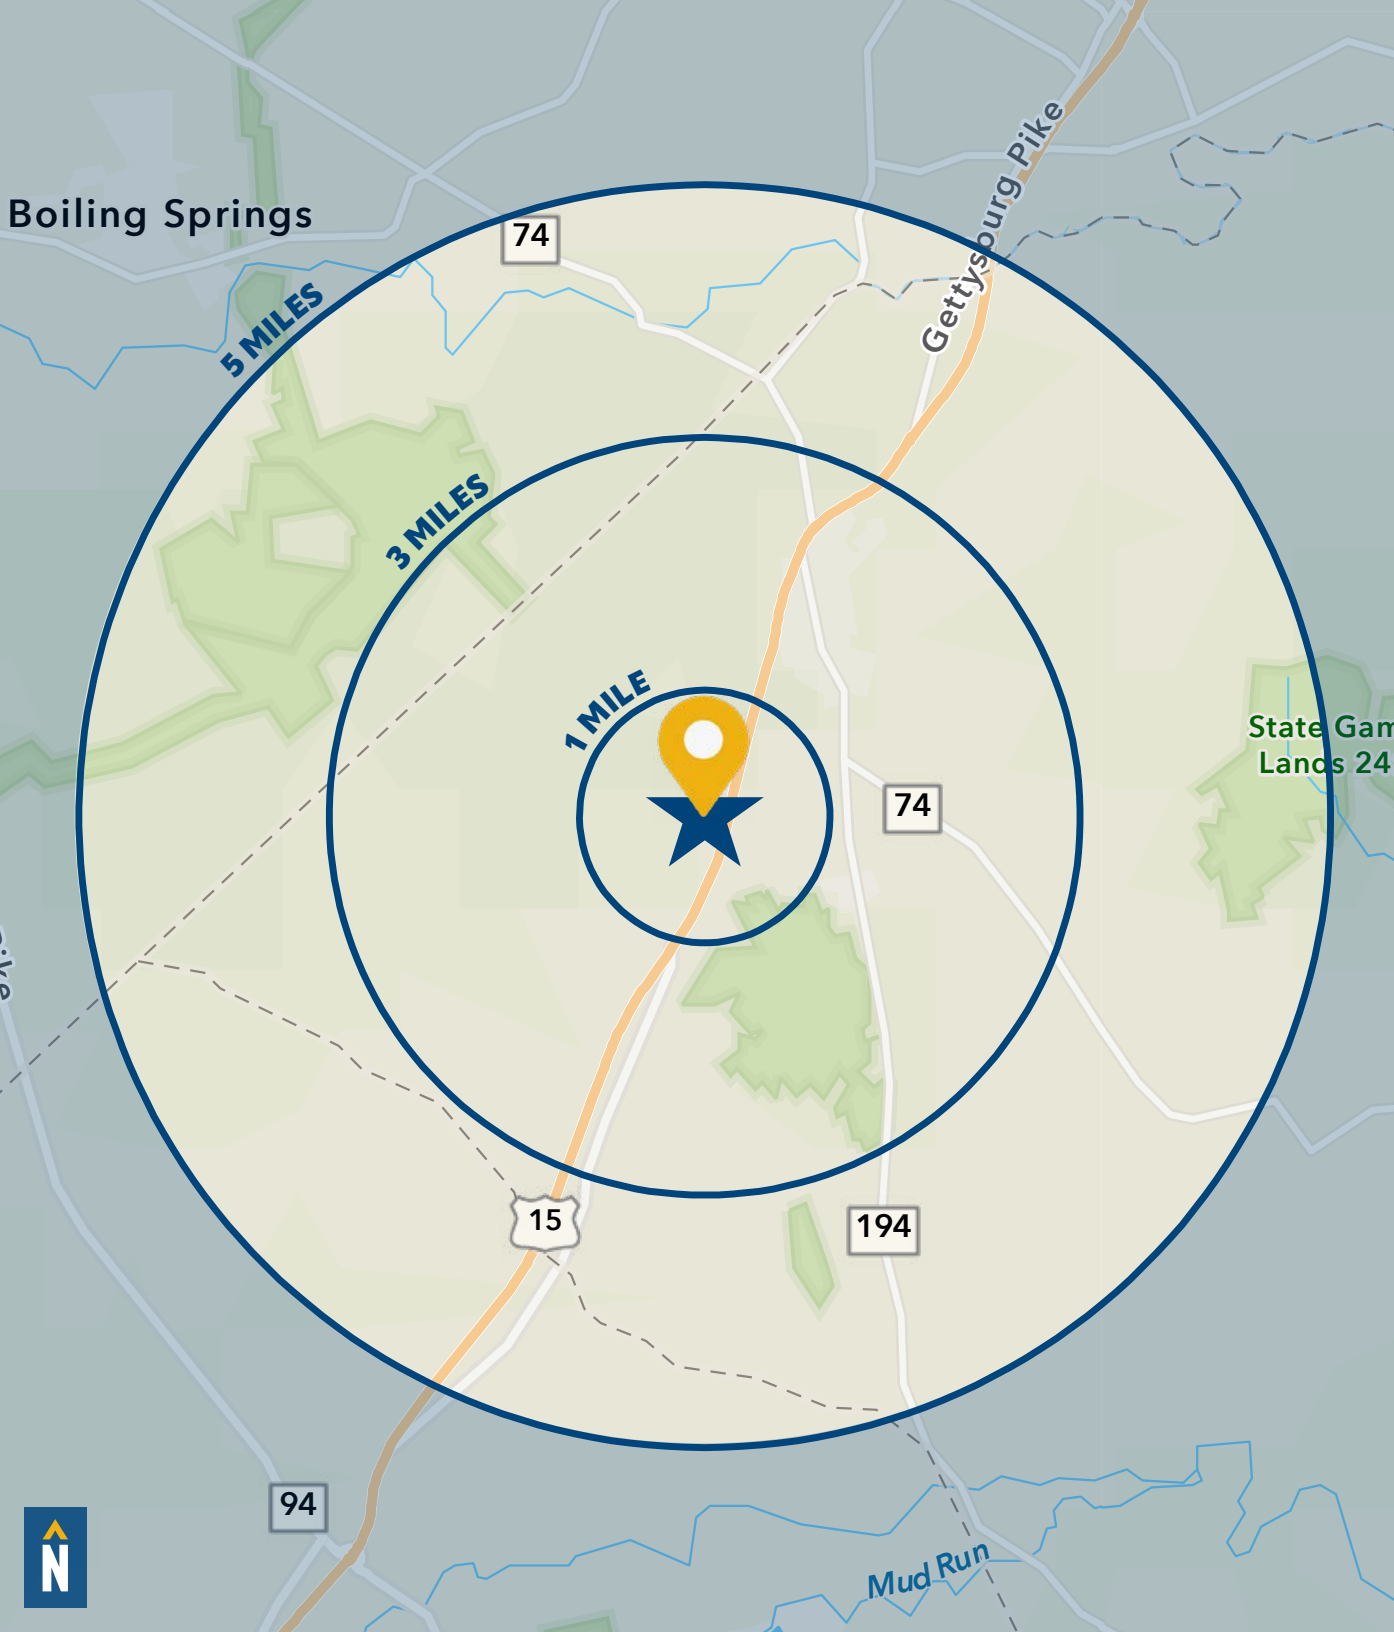 Gettysburg Pike
Boiling Springs
74
5 MILES
3 MILES
1 MILE
State Gam
Lands 24
74
15
194
94
N
Mud Run